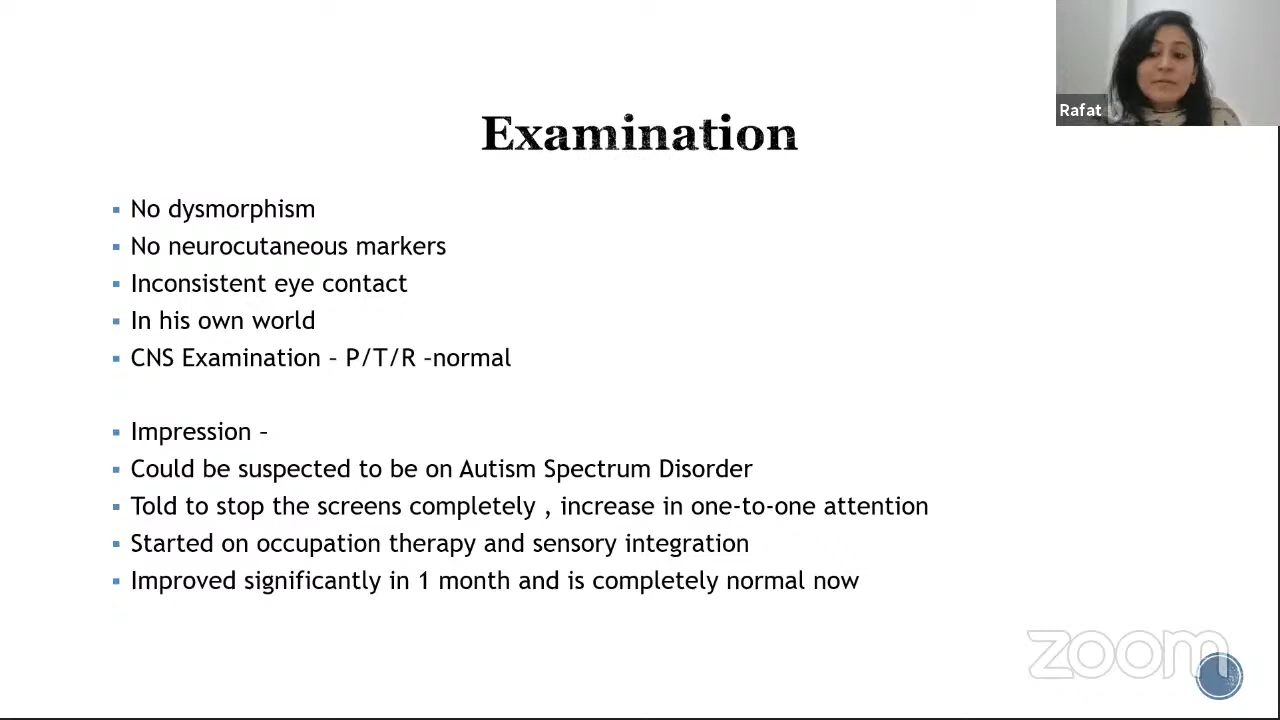 Rafat
Examination
No dysmorphism
No neurocutaneous markers
Inconsistent eye contact
In his own world
CNS Examination – P/T/R –normal
Impression –
Could be suspected to be on Autism Spectrum Disorder
Told to stop the screens completely , increase in one-to-one attention
Started on occupation therapy and sensory integration
Improved significantly in 1 month and is completely normal now
zoom